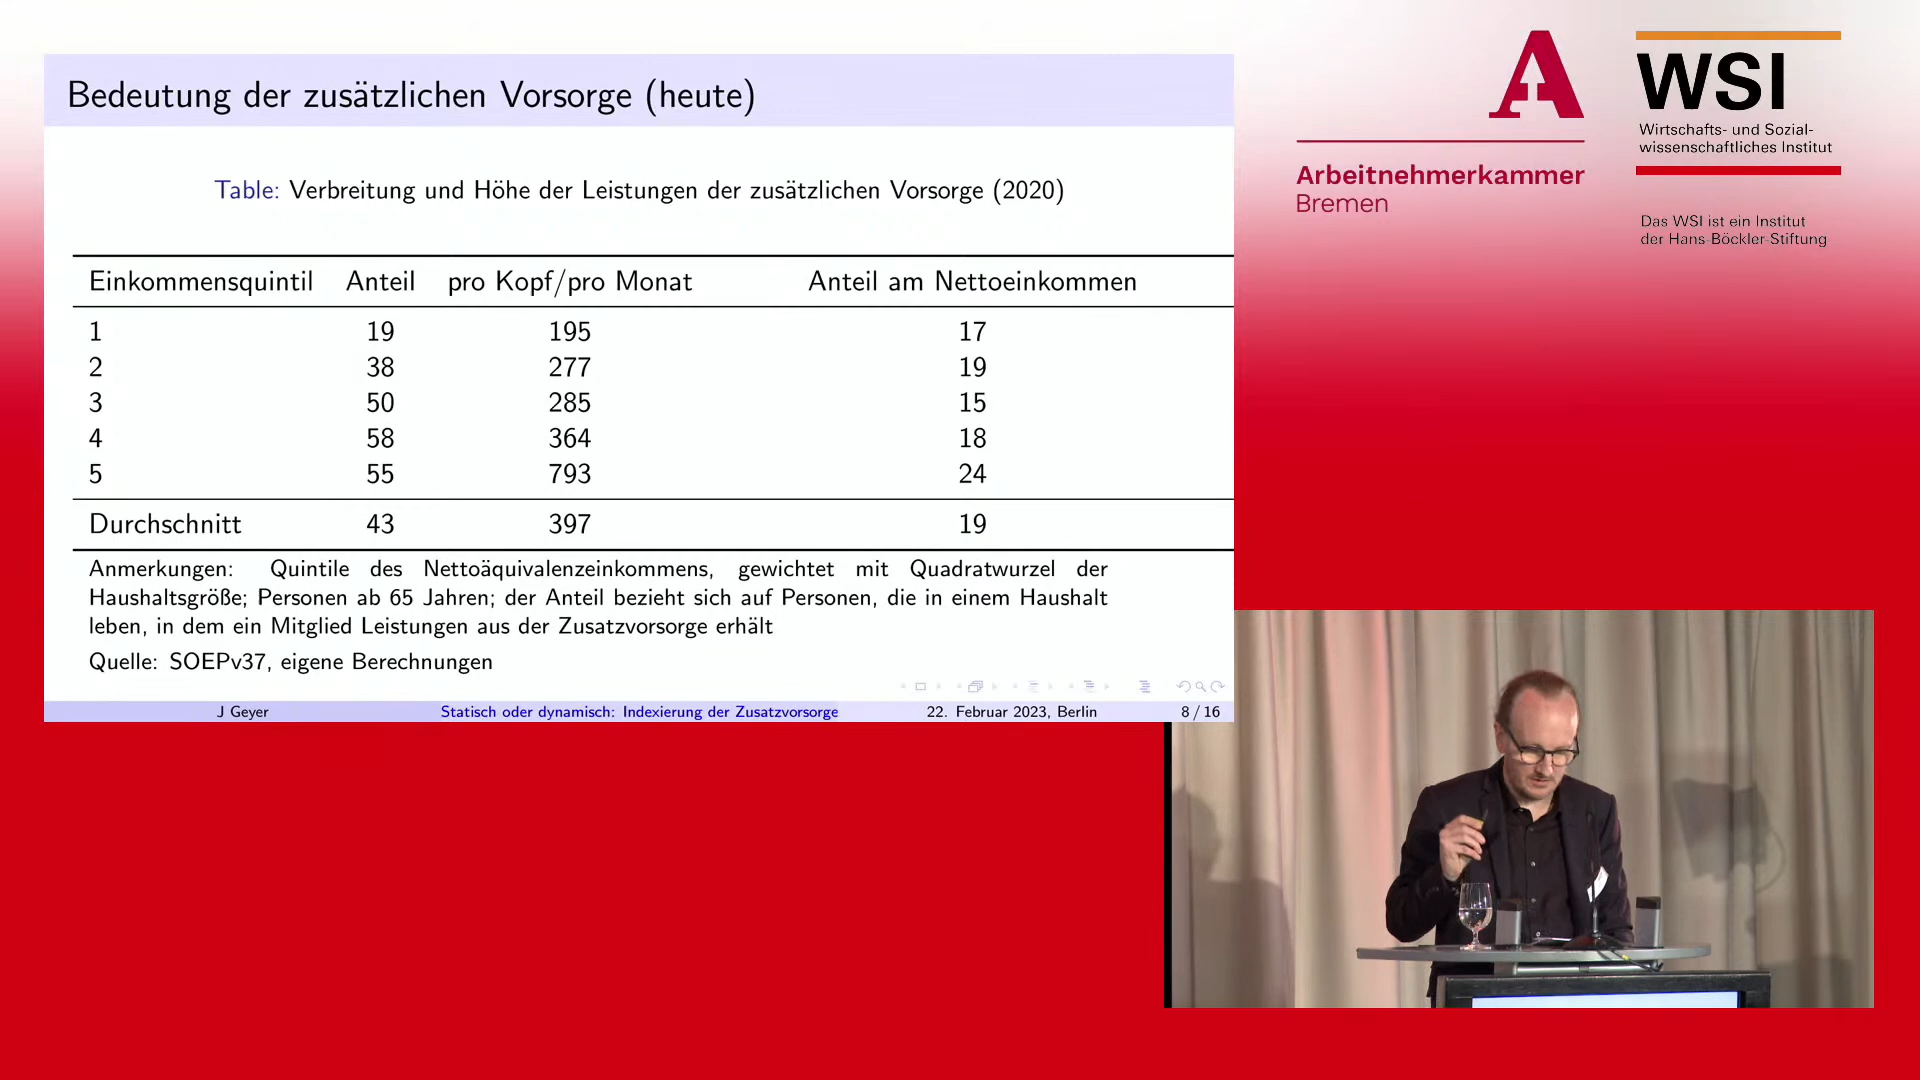 Bedeutung der zusätzlichen Vorsorge (heute)
Table: Verbreitung und Höhe der Leistungen der zusätzlichen Vorsorge (2020)
Einkommensquintil Anteil pro Kopf/pro Monat Anteil am Nettoeinkommen
1 19 195 17
2 38 277 19
3 50 285 15
4 58 364 18
5 55 793 24
Durchschnitt 43 397 19
Anmerkungen: Quintile des Nettoäquivalenzeinkommens, gewichtet mit Quadratwurzel der
Haushaltsgröße; Personen ab 65 Jahren; der Anteil bezieht sich auf Personen, die in einem Haushalt
leben, in dem ein Mitglied Leistungen aus der Zusatzvorsorge erhält
Quelle: SOEPv37, eigene Berechnungen
J Geyer Statisch oder dynamisch: Indexierung der Zusatzvorsorge 22. Februar 2023, Berlin 8 / 16
A
Arbeitnehmerkammer
Bremen
WSI
Wirtschafts- und Sozial-
wissenschaftliches Institut
Das WSI ist ein Institut
der Hans-Böckler-Stiftung